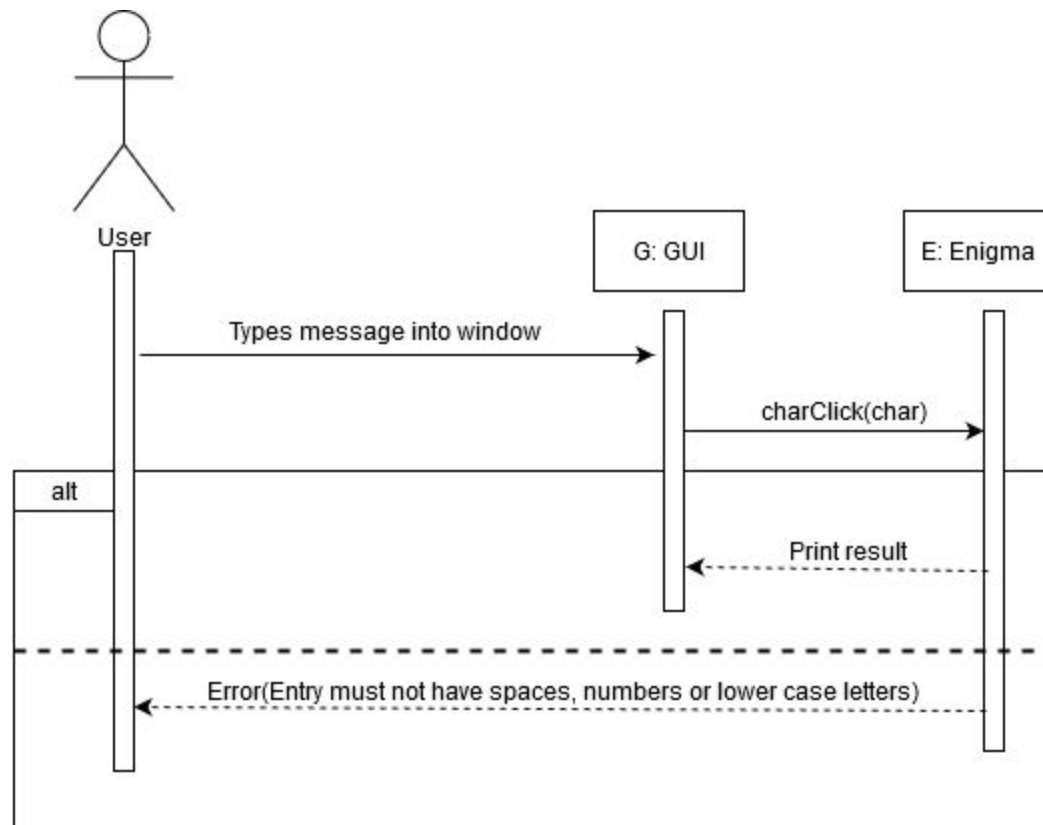 User
G: GUI
E: Enigma
Types message into window
charClick(char)
alt
Print result
Error(Entry must not have spaces, numbers or lower case letters)